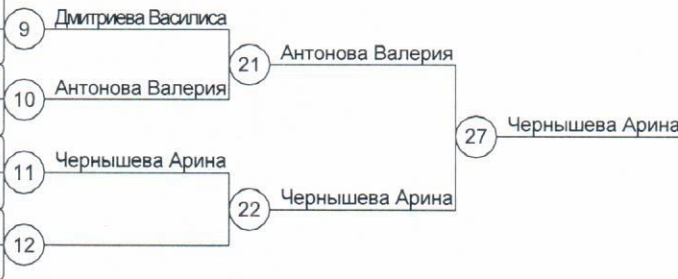 9 Дмитриева Василиса
21 Антонова Валерия
10 Антонова Валерия
27 Чернышева Арина
11 Чернышева Арина
22 Чернышева Арина
12